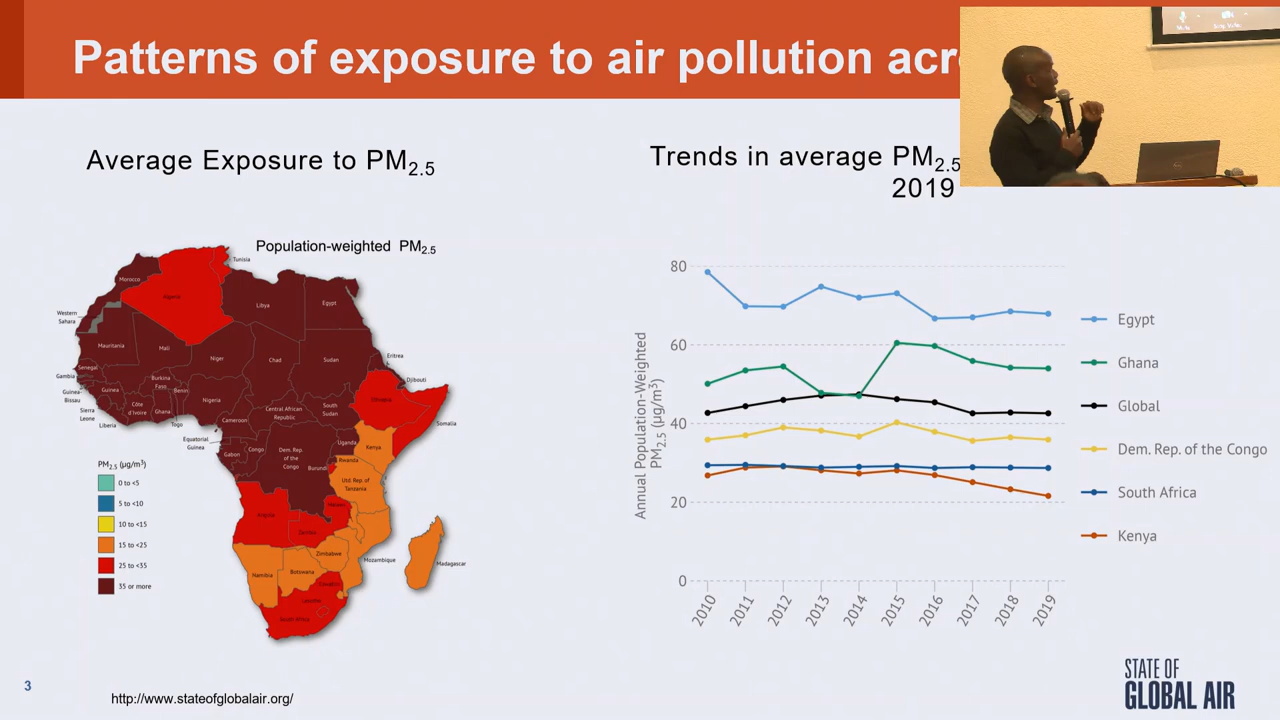 Patterns of exposure to air pollution acr
Average Exposure to PM2.5
Trends in average PM2.5
2019
Population-weighted PM2.5
Tunisia
Morocco
Algeria
Libya
Egypt
Western
Sahara
Mauritania
Mali
Niger
Chad
Sudan
Eritrea
Djibouti
Senegal
Gambia
Guinea-
Bissau
Guinea
Sierra
Leone
Liberia
Côte
d'Ivoire
Burkina
Faso
Ghana
Togo
Benin
Nigeria
Cameroon
Central African
Republic
South
Sudan
Ethiopia
Somalia
Equatorial
Guinea
Gabon
Congo
Dem. Rep.
of the
Congo
Uganda
Kenya
Rwanda
Burundi
Utd. Rep. of
Tanzania
Angola
Zambia
Malawi
Mozambique
Zimbabwe
Madagascar
Namibia
Botswana
Eswatini
Lesotho
South Africa
PM2.5 (µg/m³)
0 to <5
5 to <10
10 to <15
15 to <25
25 to <35
35 or more
Annual Population-Weighted
PM2.5 (µg/m³)
80
60
40
20
0
2010
2011
2012
2013
2014
2015
2016
2017
2018
2019
Egypt
Ghana
Global
Dem. Rep. of the Congo
South Africa
Kenya
3
http://www.stateofglobalair.org/
STATE OF
GLOBAL AIR